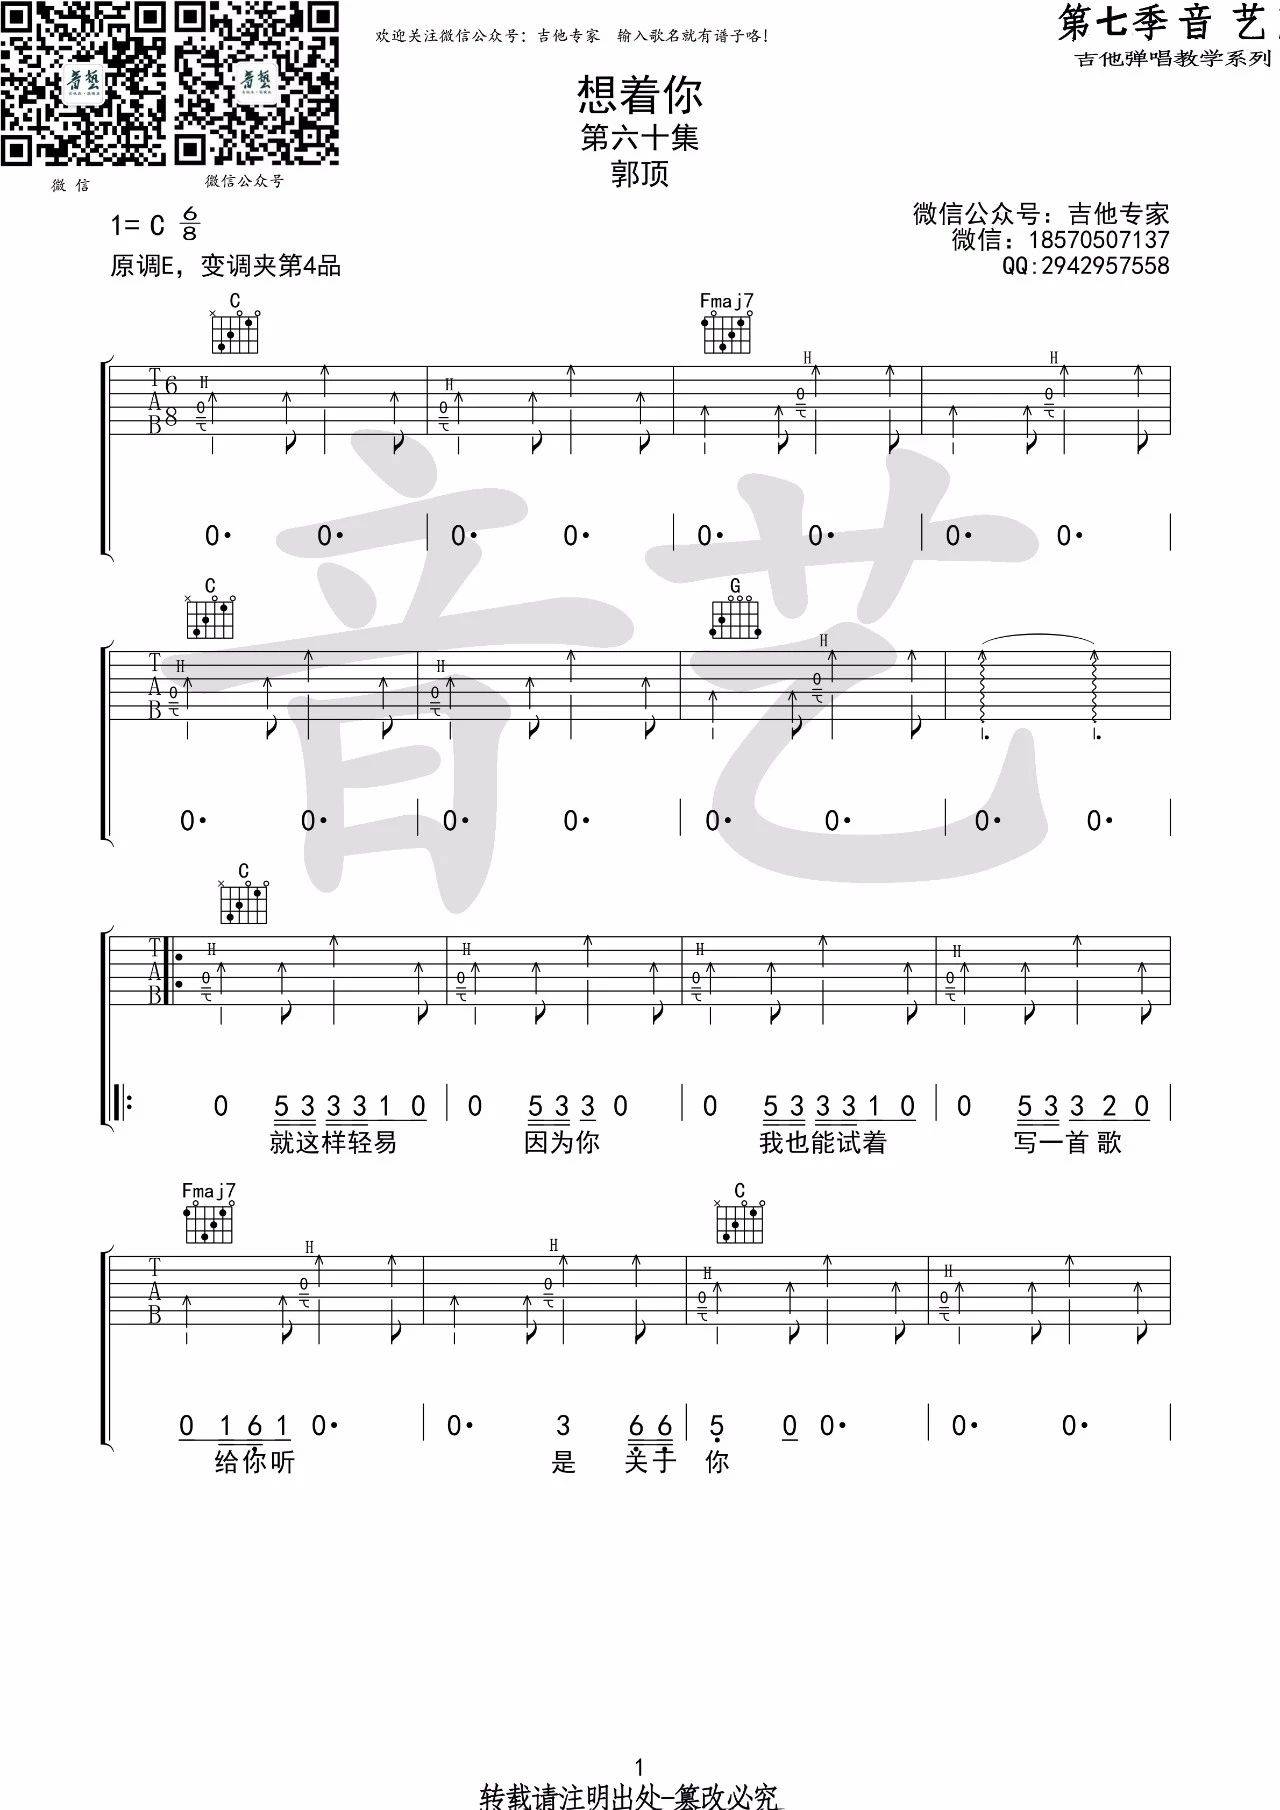 欢迎关注微信公众号：吉他专家 输入歌名就有谱子咯！
第七季音艺
吉他弹唱教学系列
音艺
音艺
微 信
微信公众号
想着你
第六十集
郭顶
1= C 6/8
原调E，变调夹第4品
微信公众号：吉他专家
微信：18570507137
QQ:2942957558
C Fmaj7
T A B 6 8
H H H H
0· 0· 0· 0· 0· 0· 0· 0·
C G
T A B
H H H
0· 0· 0· 0· 0· 0· 0· 0·
C
T A B
H H H H
0 5 3 3 3 1 0 0 5 3 3 0 0 5 3 3 3 1 0 0 5 3 3 2 0
就这样轻易 因为你 我也能试着 写一首歌
Fmaj7 C
T A B
H H H H
0 1 6 1 0· 0· 3 6 6 5 0 0· 0· 0·
给你听 是 关于 你
音艺
1
转载请注明出处-篡改必究